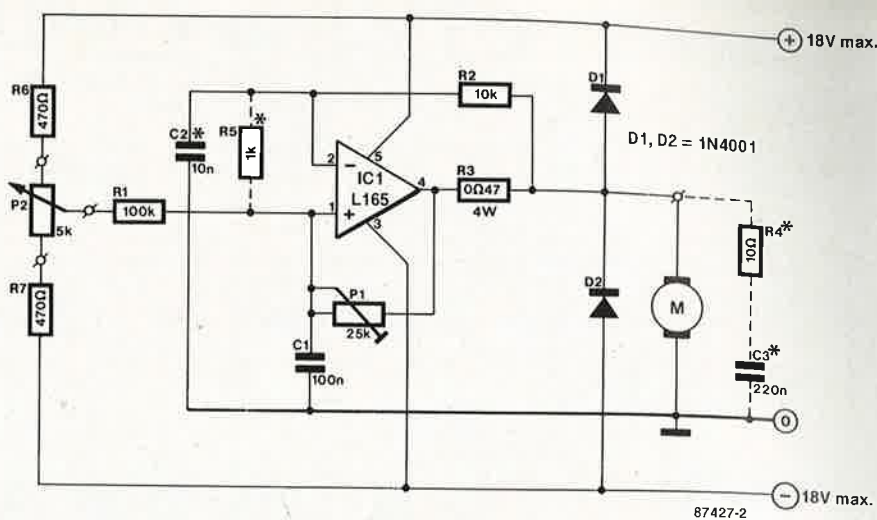 + 18V max.
R6
470Ω
R2
10k
D1
D1, D2 = 1N4001
C2*
10n
R5
*
1k
2
−
5
IC1
L165
4
R3
0Ω47
4W
P2
5k
R1
100k
1
+
3
R4*
10Ω
R7
470Ω
P1
25k
D2
M
C1
100n
C3*
220n
0
− 18V max.
87427-2